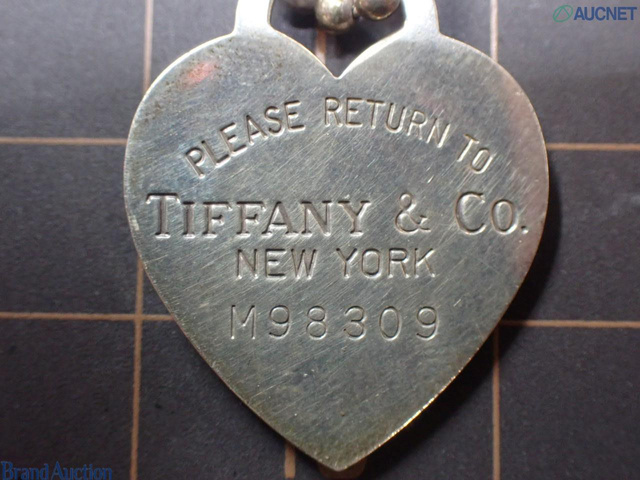 AUCNET
PLEASE RETURN TO
TIFFANY & CO.
NEW YORK
M98309
Brand Auction